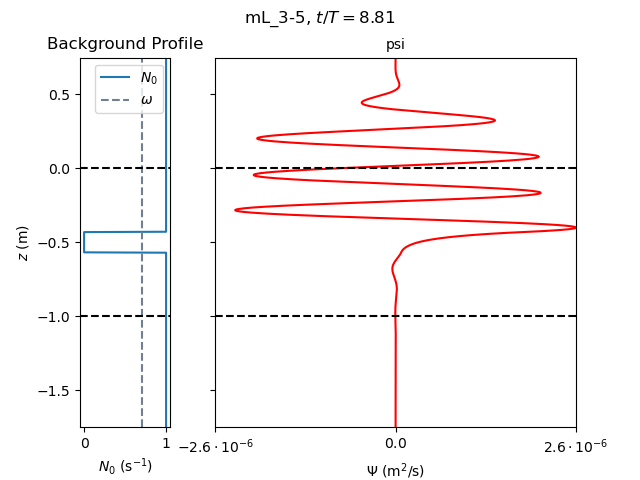 mL_3-5, t/T = 8.81
Background Profile
psi
N₀
ω
z (m)
0.5
0.0
−0.5
−1.0
−1.5
0
1
N₀ (s⁻¹)
−2.6 · 10⁻⁶
0.0
2.6 · 10⁻⁶
Ψ (m²/s)